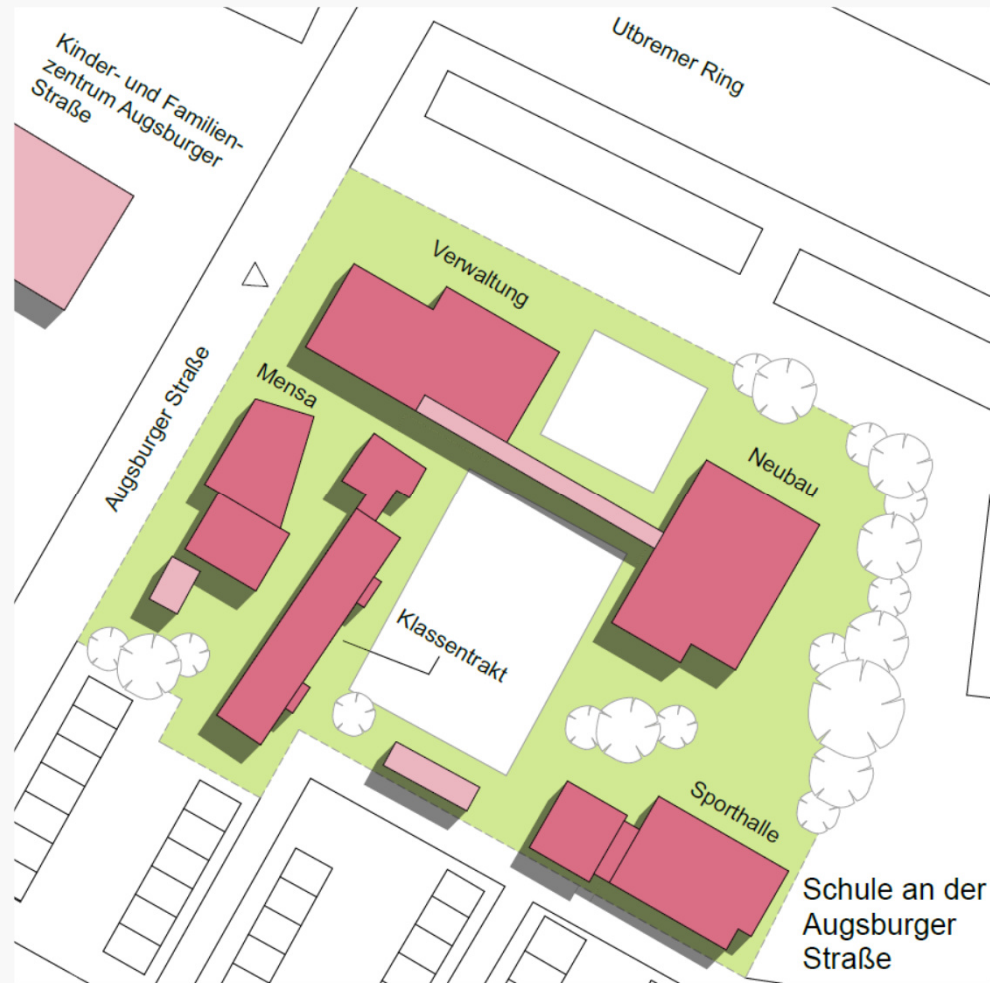 Utbremer Ring
Kinder- und Familien-
zentrum Augsburger
Straße
Verwaltung
Augsburger Straße
Mensa
Neubau
Klassentrakt
Sporthalle
Schule an der
Augsburger
Straße